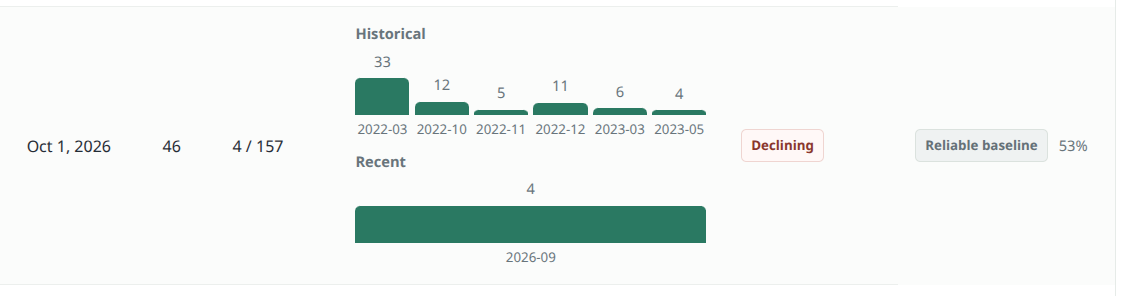 Historical
33
12
5
11
6
4
2022-03 2022-10 2022-11 2022-12 2023-03 2023-05
Oct 1, 2026 46 4 / 157
Declining
Reliable baseline 53%
Recent
4
2026-09